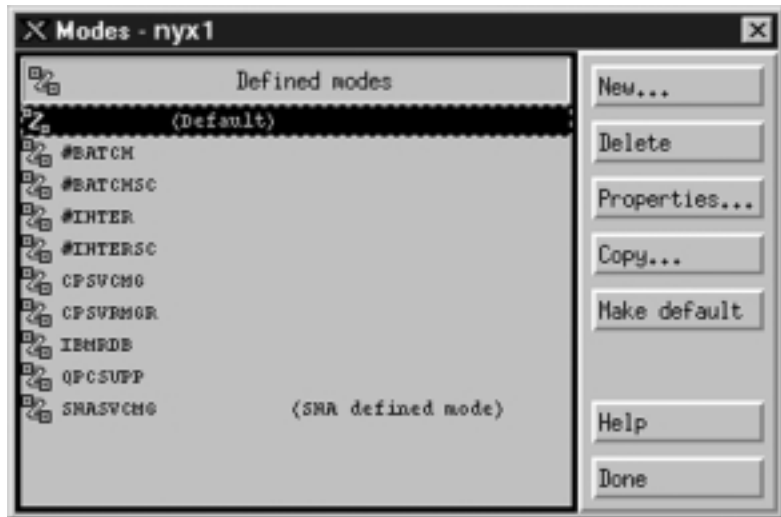 Modes - nyx1
Defined modes
(Default)
#BATCH
#BATCHSC
#INTER
#INTERSC
CPSVCMG
CPSVRMGR
IBMRDB
QPCSUPP
SNASVCMG (SNA defined mode)
New...
Delete
Properties...
Copy...
Make default
Help
Done